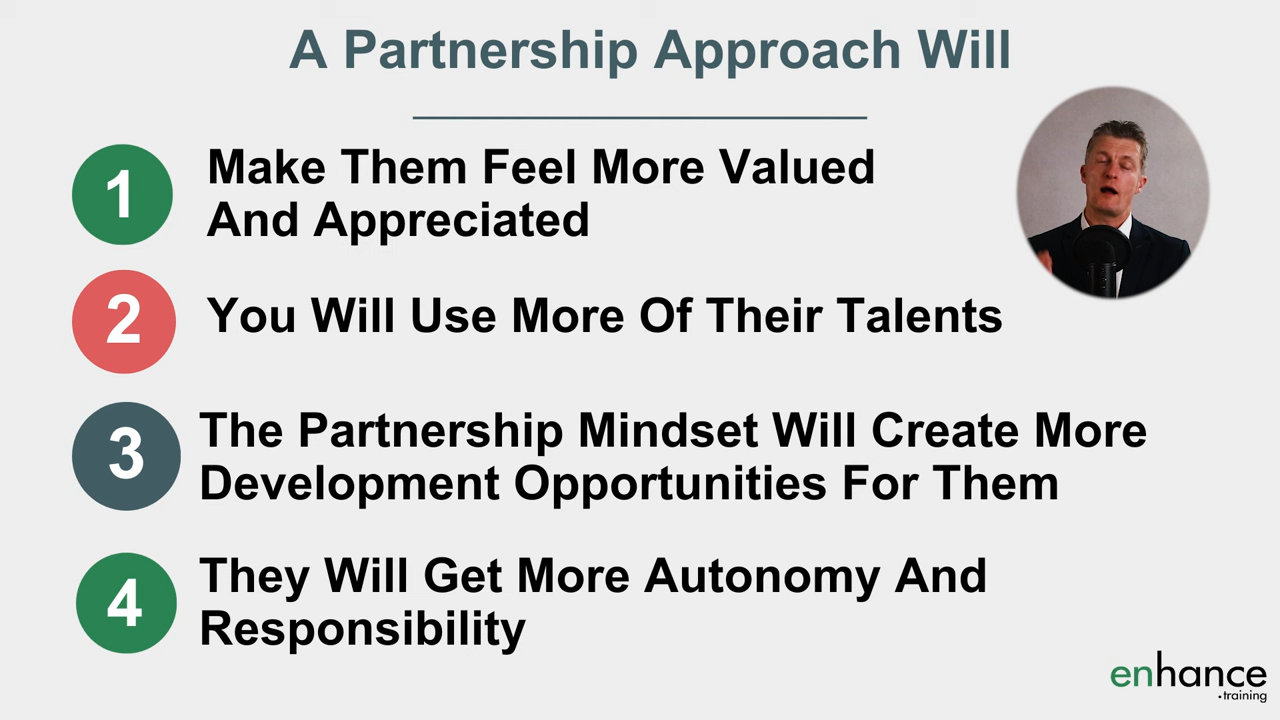 A Partnership Approach Will
1
Make Them Feel More Valued
And Appreciated
2
You Will Use More Of Their Talents
3
The Partnership Mindset Will Create More
Development Opportunities For Them
4
They Will Get More Autonomy And
Responsibility
enhance
.training